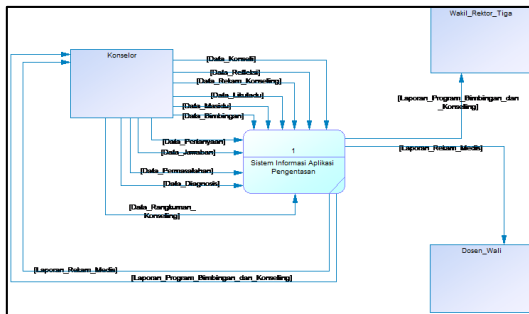 Wakil_Rektor_Tiga
Konselor
[Data_Konseli]
[Data_Refleksi]
[Data_Rekam_Konseling]
[Data_Masidu]
[Data_Bimbingan]
[Data_Pertanyaan]
[Data_Jawaban]
[Data_Permasalahan]
[Data_Diagnosis]
[Data_Rangkuman_
Konseling]
1
Sistem Informasi Aplikasi
Pengentasan
[Laporan_Program_Bimbingan_dan
_Konseling]
[Laporan_Rekam_Medis]
Dosen_Wali
[Laporan_Rekam_Medis]
[Laporan_Program_Bimbingan_dan_Konseling]